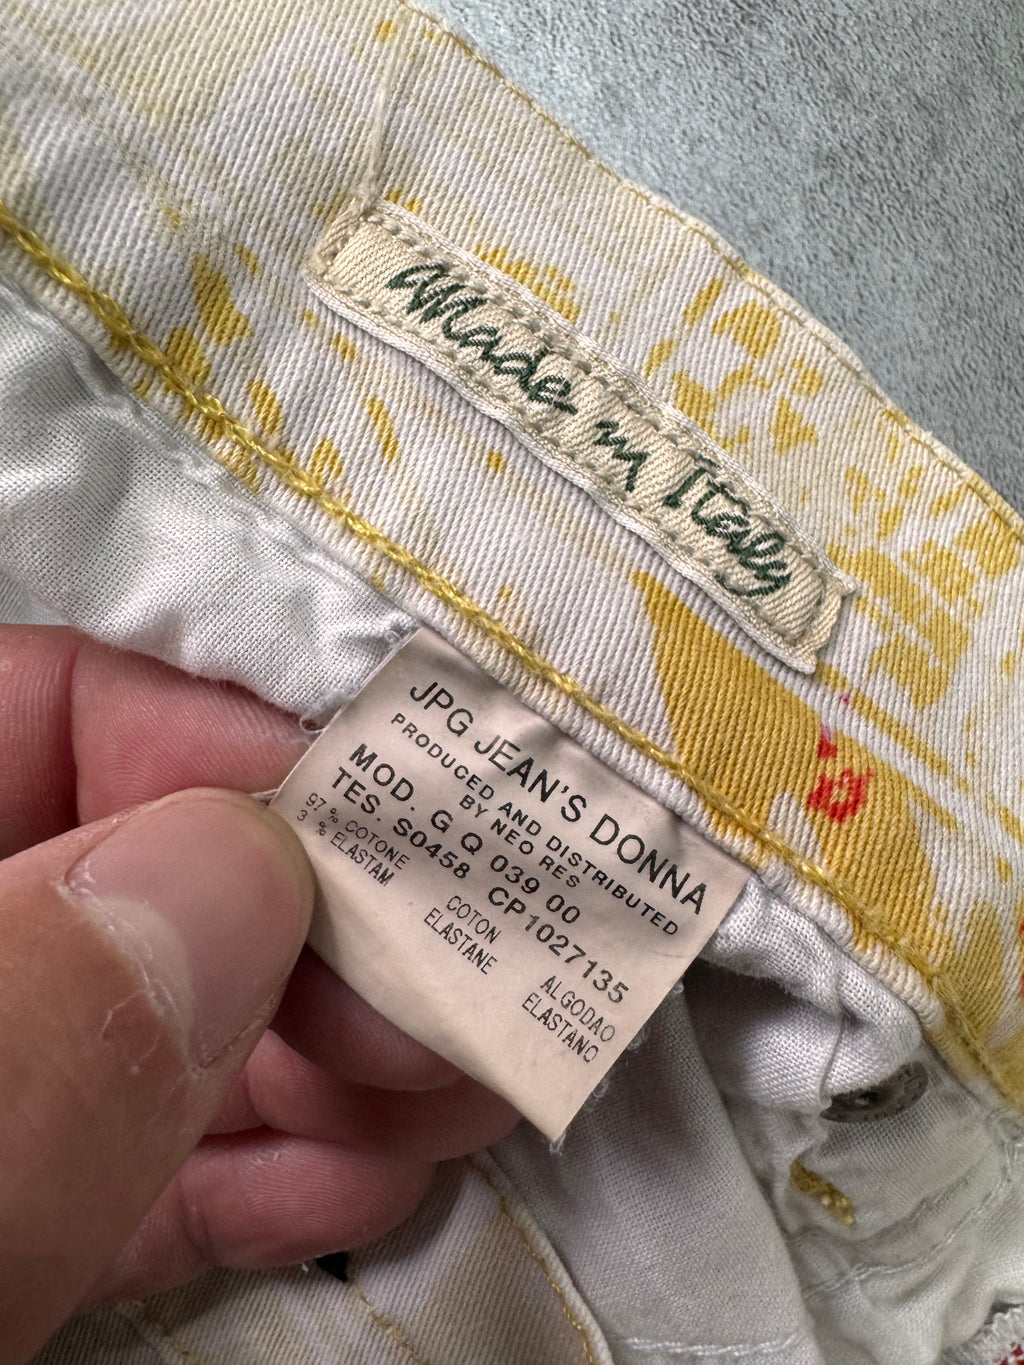 Made in Italy
JPG JEAN'S DONNA
PRODUCED AND DISTRIBUTED
BY NEO RES
MOD. G Q 039 00
TES. S0458 CP1027135
97 % COTONE COTON ALGODAO
3 % ELASTAM ELASTANE ELASTANO